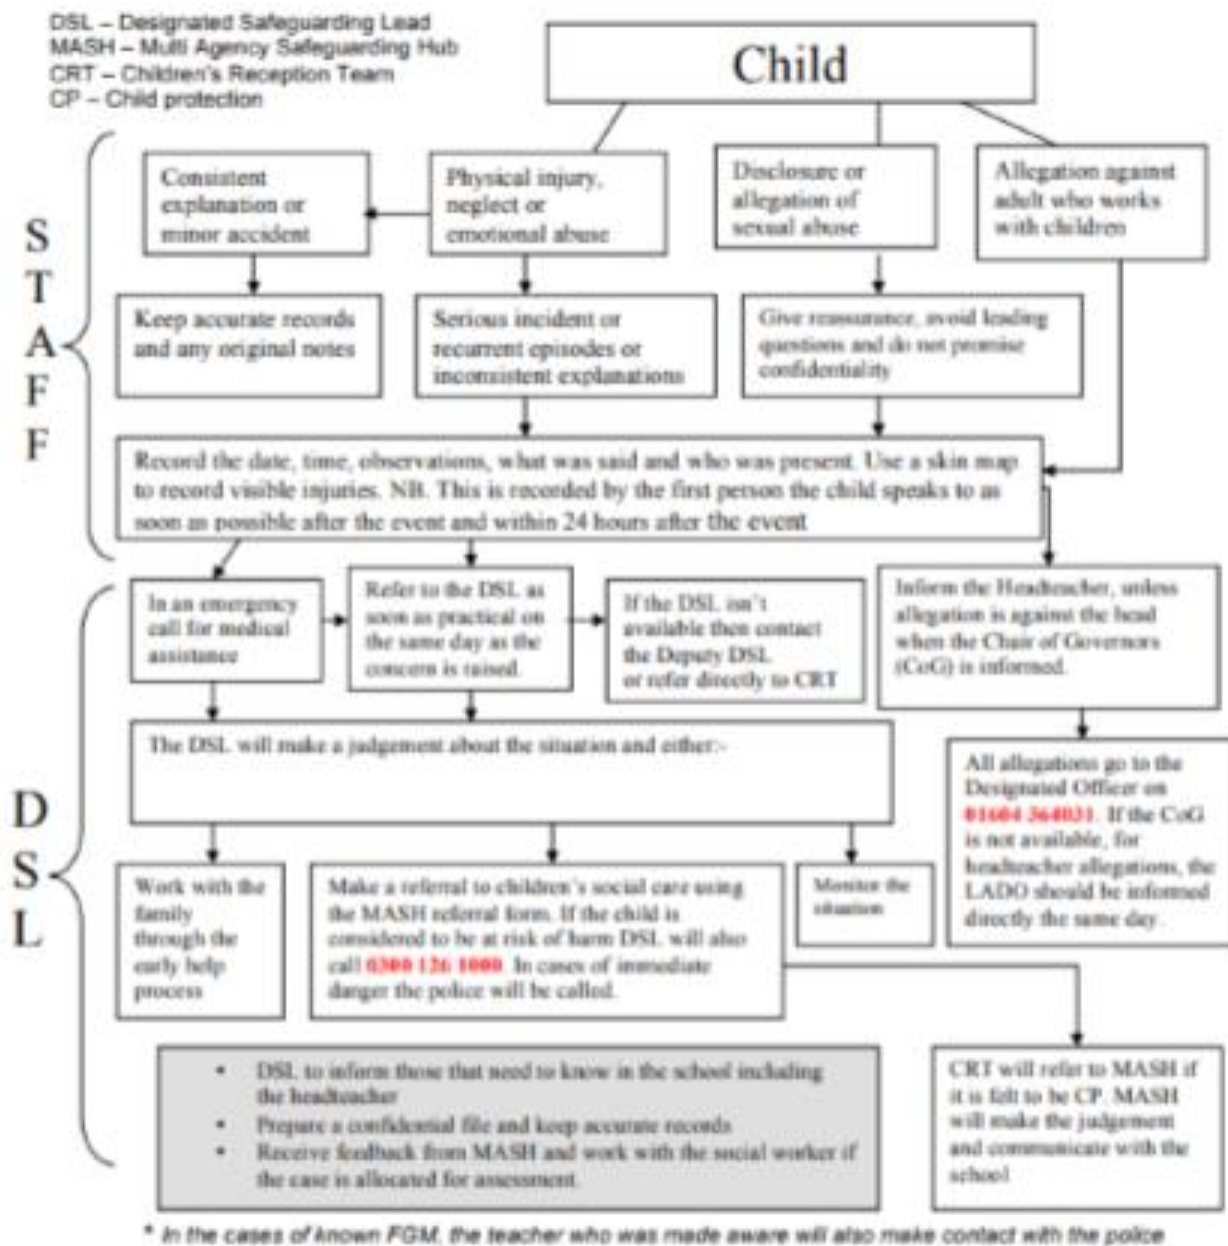 DSL – Designated Safeguarding Lead
MASH – Multi Agency Safeguarding Hub
CRT – Children's Reception Team
CP – Child protection
Child
STAFF
Consistent
explanation or
minor accident
Physical injury,
neglect or
emotional abuse
Disclosure or
allegation of
sexual abuse
Allegation against
adult who works
with children
Keep accurate records
and any original notes
Serious incident or
recurrent episodes or
inconsistent explanations
Give reassurance, avoid leading
questions and do not promise
confidentiality
Record the date, time, observations, what was said and who was present. Use a skin map
to record visible injuries. NB. This is recorded by the first person the child speaks to as
soon as possible after the event and within 24 hours after the event
DSL
In an emergency
call for medical
assistance
Refer to the DSL as
soon as practical on
the same day as the
concern is raised.
If the DSL isn't
available then contact
the Deputy DSL
or refer directly to CRT
Inform the Headteacher, unless
allegation is against the head
when the Chair of Governors
(CoG) is informed.
The DSL will make a judgement about the situation and either:-
All allegations go to the
Designated Officer on
01604 364031. If the CoG
is not available, for
headteacher allegations, the
LADO should be informed
directly the same day.
Work with the
family
through the
early help
process
Make a referral to children's social care using
the MASH referral form. If the child is
considered to be at risk of harm DSL will also
call 0300 126 1000. In cases of immediate
danger the police will be called.
Monitor the
situation
• DSL to inform those that need to know in the school including
the headteacher
• Prepare a confidential file and keep accurate records
• Receive feedback from MASH and work with the social worker if
the case is allocated for assessment.
CRT will refer to MASH if
it is felt to be CP. MASH
will make the judgement
and communicate with the
school
* In the cases of known FGM, the teacher who was made aware will also make contact with the police